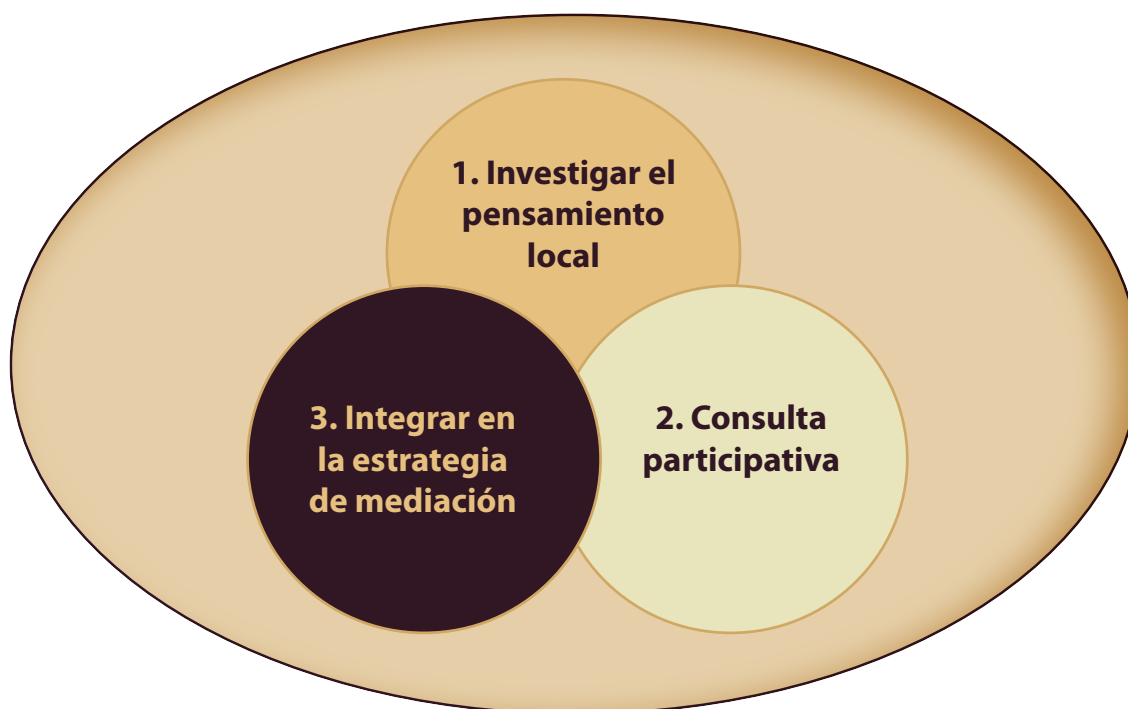 1. Investigar el
pensamiento
local
2. Consulta
participativa
3. Integrar en
la estrategia
de mediación